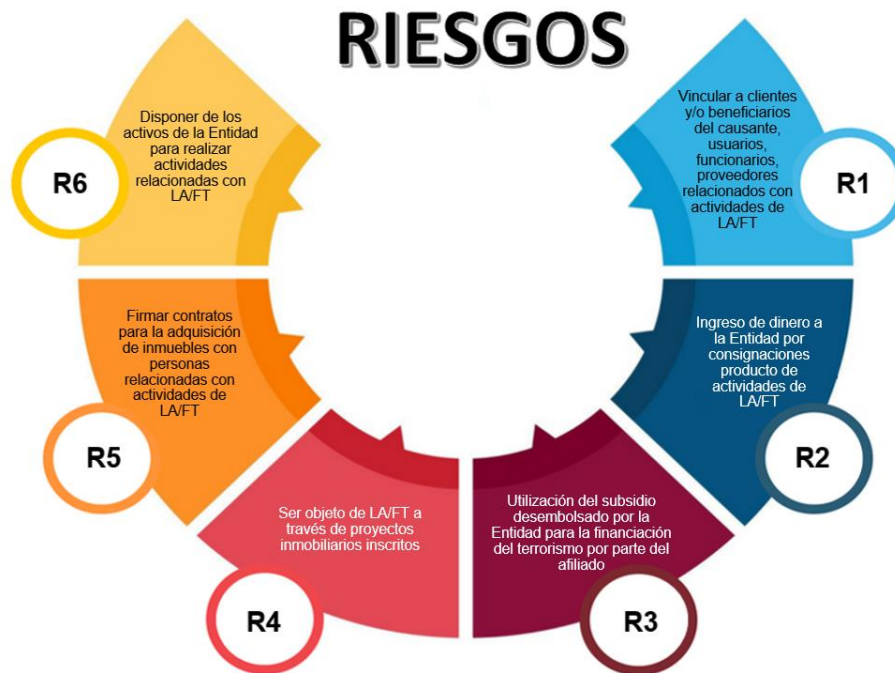 RIESGOS
Vincular a clientes
y/o beneficiarios
del causante,
usuarios,
funcionarios,
proveedores
relacionados con
actividades de
LA/FT
R1
Ingreso de dinero a
la Entidad por
consignaciones
producto de
actividades de
LA/FT
R2
Utilización del subsidio
desembolsado por la
Entidad para la financiación
del terrorismo por parte del
afiliado
R3
Ser objeto de LA/FT a
través de proyectos
inmobiliarios inscritos
R4
Firmar contratos
para la adquisición
de inmuebles con
personas
relacionadas con
actividades de
LA/FT
R5
Disponer de los
activos de la Entidad
para realizar
actividades
relacionadas con
LA/FT
R6